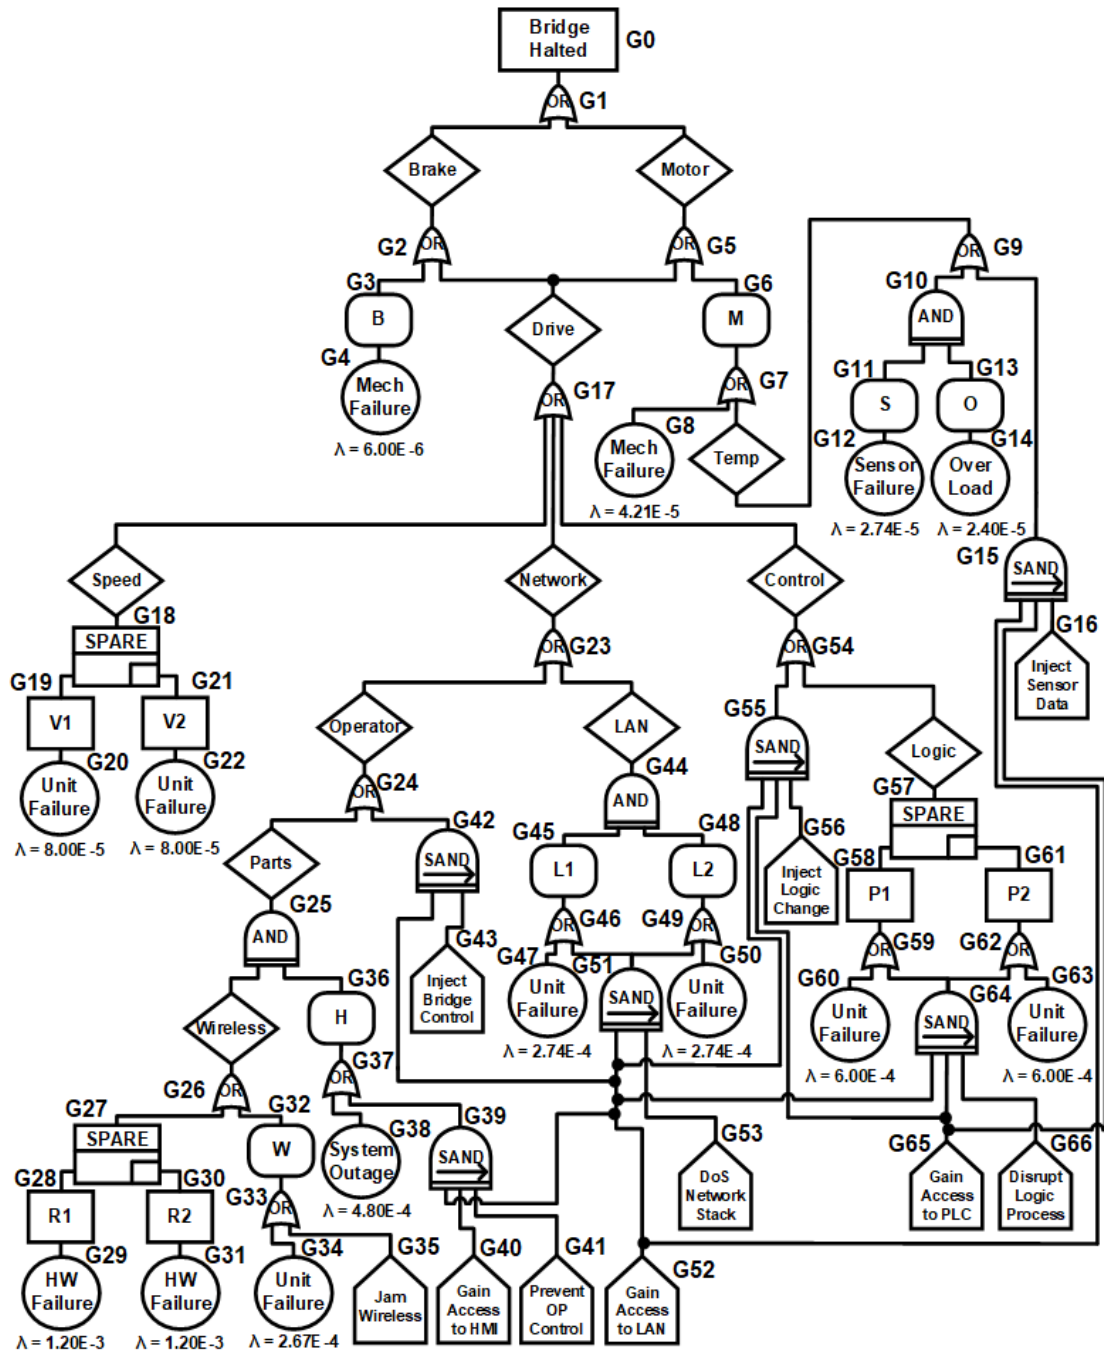 Bridge
Halted
G0
OR
G1
Brake
Motor
G2
OR
OR
G5
OR
G9
G3
G6
G10
B
Drive
M
AND
G4
G17
G7
G11
G13
Mech
Failure
OR
OR
S
O
λ = 6.00E -6
G8
Mech
Failure
Temp
G12
G14
Sensor
Failure
Over
Load
λ = 4.21E -5
λ = 2.74E -5
λ = 2.40E -5
G15
SAND
Speed
Network
Control
G16
G18
SPARE
OR
G23
OR
G54
Inject
Sensor
Data
G19
G21
V1
V2
Operator
LAN
G55
SAND
Logic
G20
G22
G44
G57
Unit
Failure
Unit
Failure
OR
G24
AND
SPARE
λ = 8.00E -5
λ = 8.00E -5
G42
G45
G48
G56
G58
G61
Parts
SAND
L1
L2
Inject
Logic
Change
P1
P2
G25
G46
G49
G59
G62
AND
G43
OR
OR
OR
OR
G36
Inject
Bridge
Control
G47
G51
G50
G60
G64
G63
Wireless
H
Unit
Failure
SAND
Unit
Failure
Unit
Failure
SAND
Unit
Failure
λ = 2.74E -4
λ = 2.74E -4
λ = 6.00E -4
λ = 6.00E -4
G26
OR
G37
OR
G27
G32
G39
SPARE
W
G38
System
Outage
SAND
G53
G65
G66
G28
G30
λ = 4.80E -4
DoS
Network
Stack
Gain
Access
to PLC
Disrupt
Logic
Process
R1
R2
G33
OR
G29
G31
G34
G35
G40
G41
G52
HW
Failure
HW
Failure
Unit
Failure
Jam
Wireless
Gain
Access
to HMI
Prevent
OP
Control
Gain
Access
to LAN
λ = 1.20E -3
λ = 1.20E -3
λ = 2.67E -4